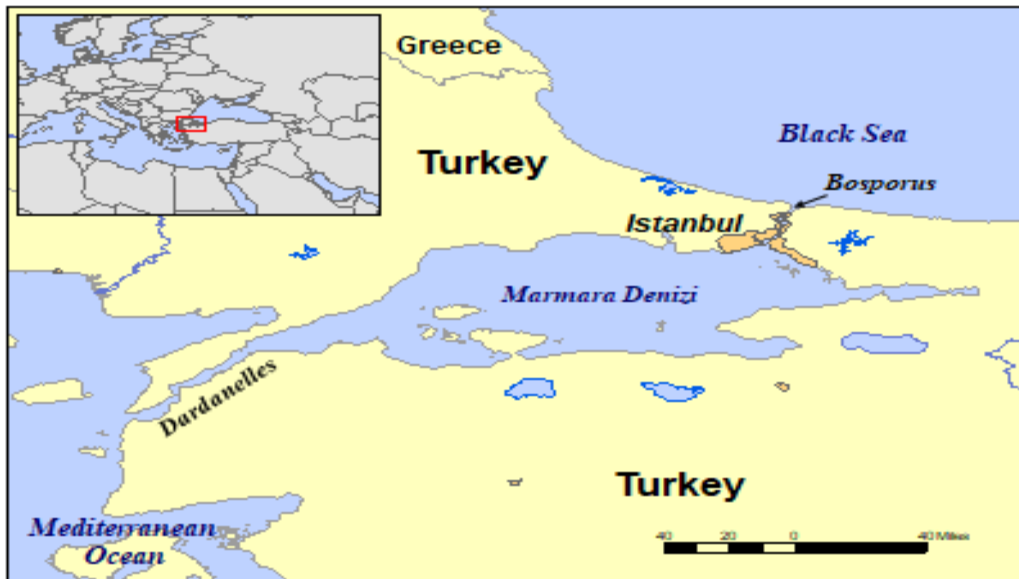 Greece
Black Sea
Turkey
Bosporus
Istanbul
Marmara Denizi
Dardanelles
Turkey
Mediterranean
Ocean
40 20 0 40 Miles